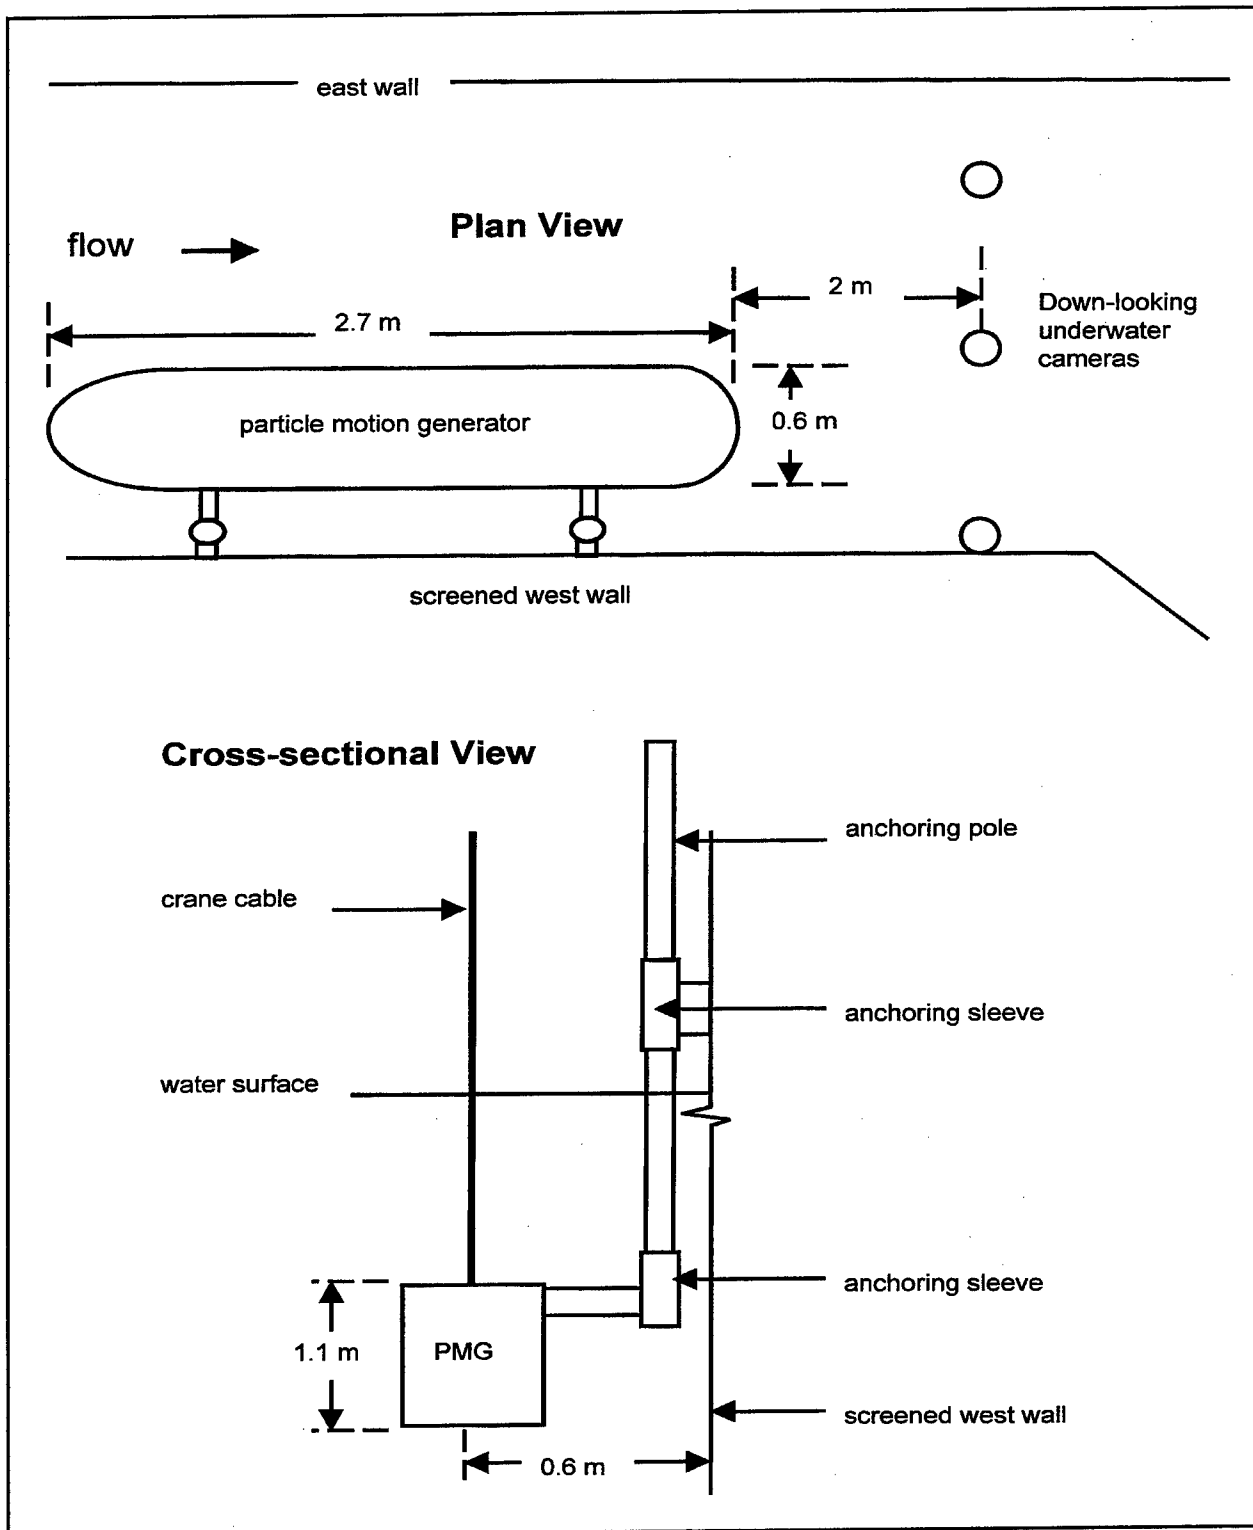 east wall
Plan View
flow
2 m
Down-looking
underwater
cameras
2.7 m
particle motion generator
0.6 m
screened west wall
Cross-sectional View
anchoring pole
crane cable
anchoring sleeve
water surface
anchoring sleeve
1.1 m
PMG
screened west wall
0.6 m